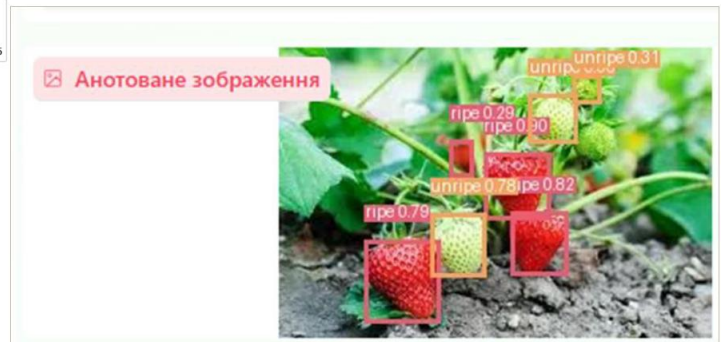 Анотоване зображення
unripe 0.31
ripe 0.29
ripe 0.90
unripe 0.78
ripe 0.82
ripe 0.79